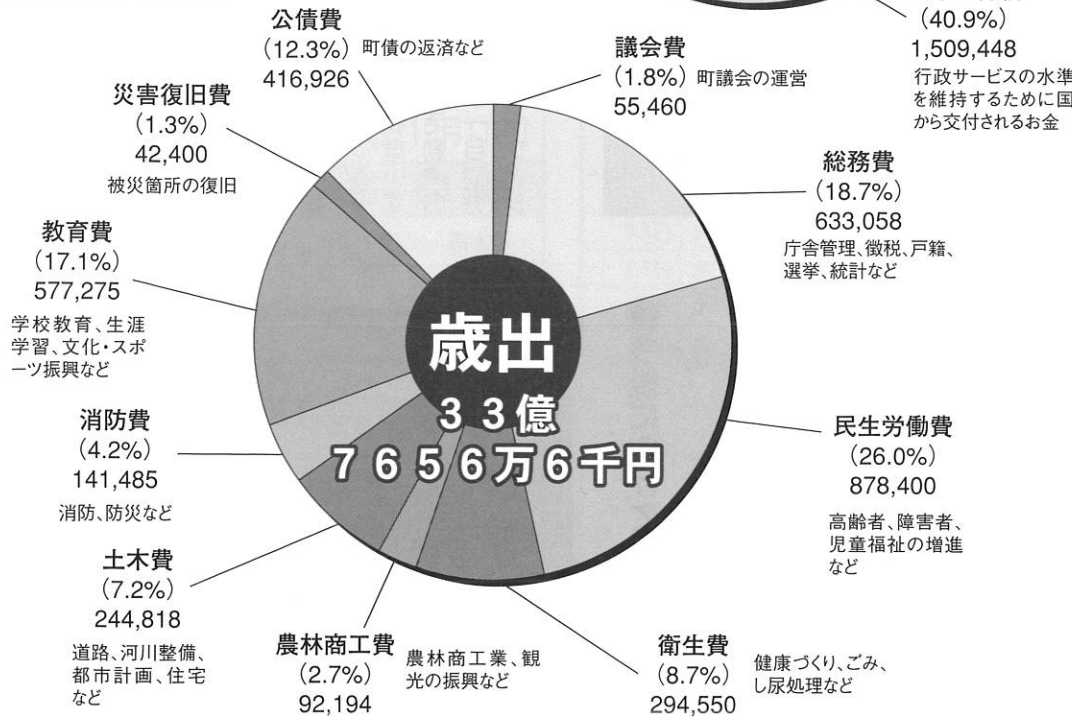 (40.9%)
1,509,448
行政サービスの水準
を維持するために国
から交付されるお金
公債費
(12.3%) 町債の返済など
416,926
議会費
(1.8%) 町議会の運営
55,460
災害復旧費
(1.3%)
42,400
被災箇所の復旧
総務費
(18.7%)
633,058
庁舎管理、徴税、戸籍、
選挙、統計など
教育費
(17.1%)
577,275
学校教育、生涯
学習、文化・スポ
ーツ振興など
歳出
33億
7656万6千円
民生労働費
(26.0%)
878,400
高齢者、障害者、
児童福祉の増進
など
消防費
(4.2%)
141,485
消防、防災など
土木費
(7.2%)
244,818
道路、河川整備、
都市計画、住宅
など
農林商工費
(2.7%)
92,194
農林商工業、観
光の振興など
衛生費
(8.7%)
294,550
健康づくり、ごみ、
し尿処理など